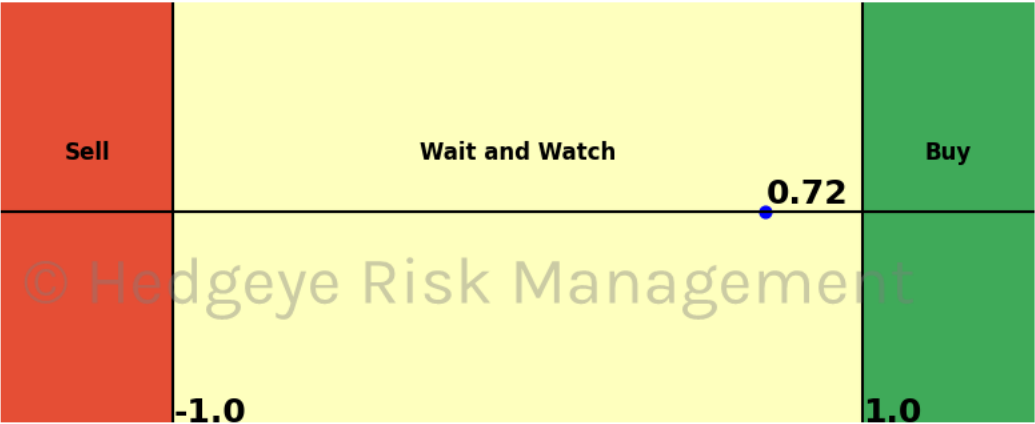 Sell
Wait and Watch
Buy
0.72
© Hedgeye Risk Management
-1.0
1.0